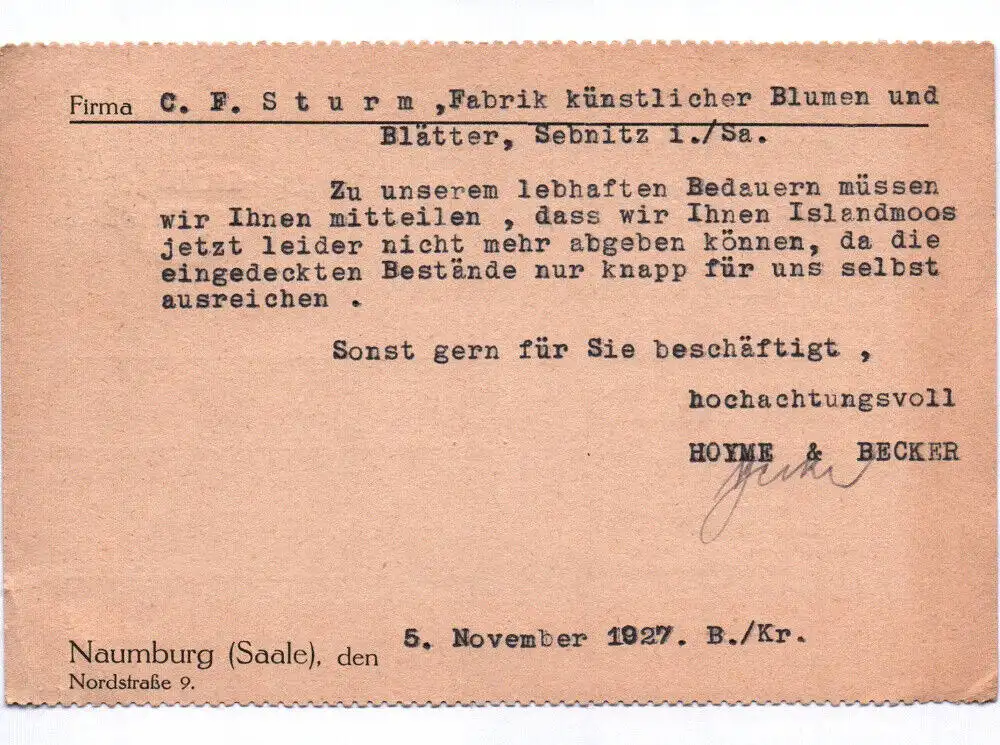 Firma C. F. S t u r m ,Fabrik künstlicher Blumen und
Blätter, Sebnitz i./Sa.
Zu unserem lebhaften Bedauern müssen
wir Ihnen mitteilen , dass wir Ihnen Islandmoos
jetzt leider nicht mehr abgeben können, da die
eingedeckten Bestände nur knapp für uns selbst
ausreichen .
Sonst gern für Sie beschäftigt ,
hochachtungsvoll
HOYME & BECKER
Naumburg (Saale), den 5. November 1927. B./Kr.
Nordstraße 9.